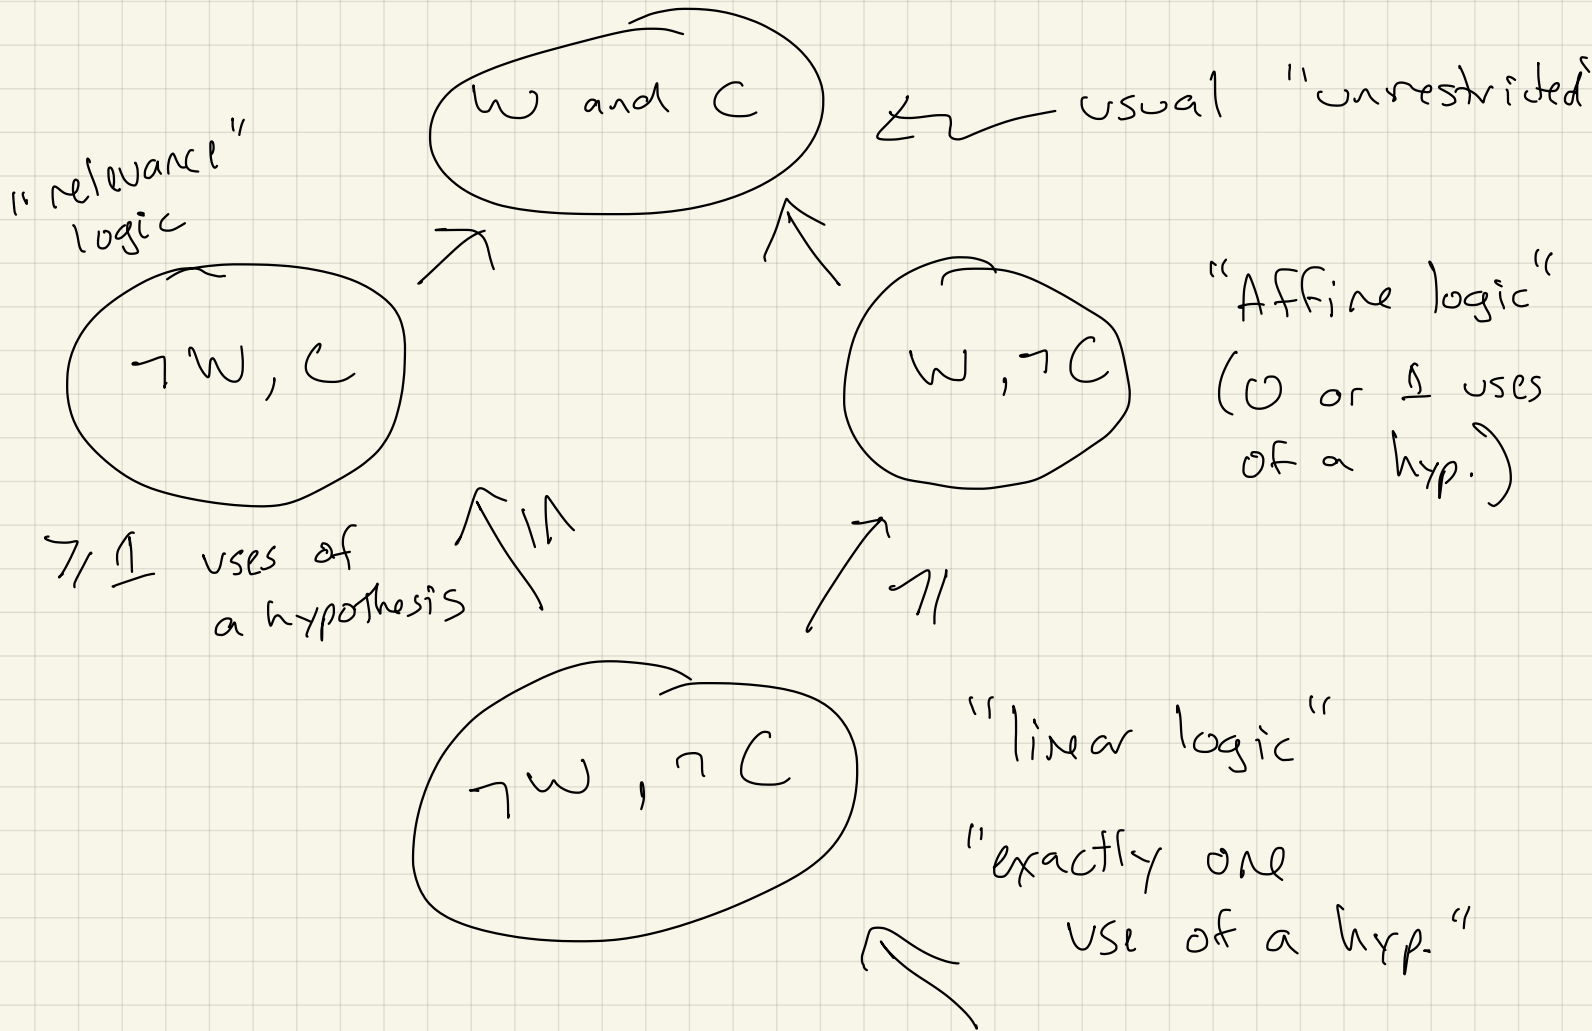 W and C
usual "unrestricted"
"relevance"
logic
¬W, C
W, ¬C
"Affine logic"
(0 or 1 uses
of a hyp.)
⩾ 1 uses of
a hypothesis
¬W, ¬C
"linear logic"
"exactly one
use of a hyp."